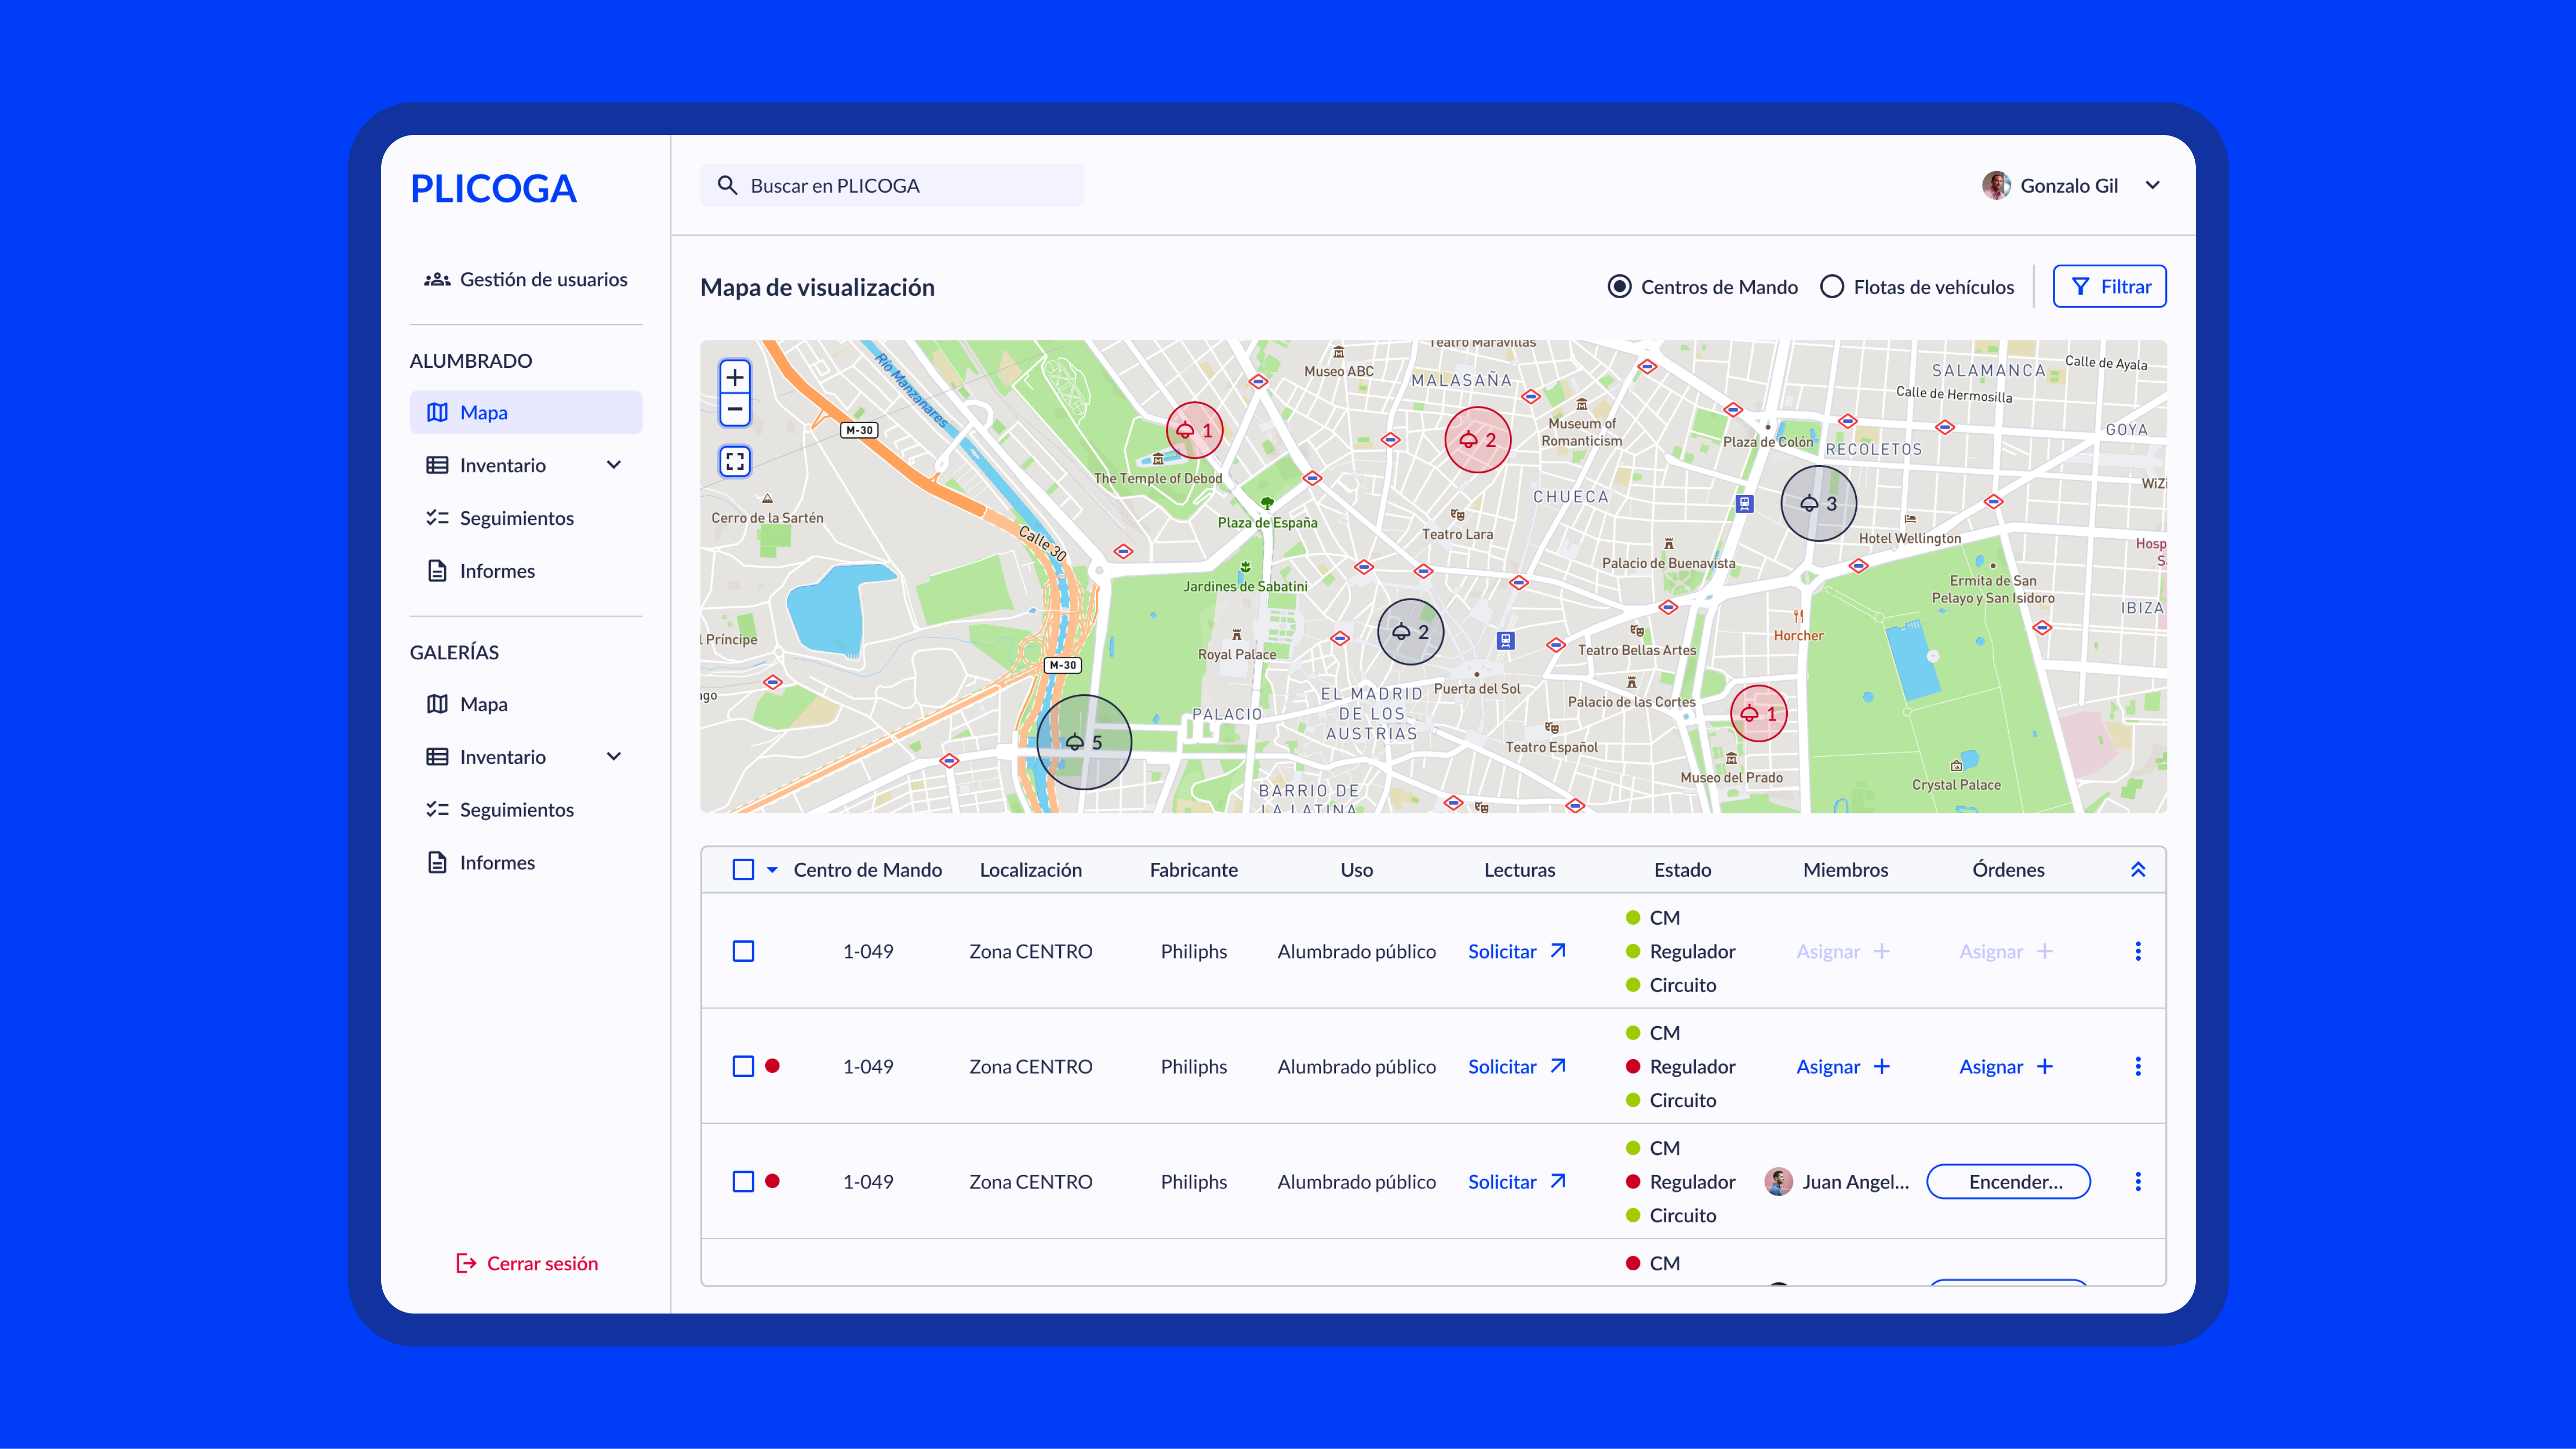 PLICOGA
Buscar en PLICOGA
Gonzalo Gil
Gestión de usuarios
ALUMBRADO
Mapa
Inventario
Seguimientos
Informes
GALERÍAS
Mapa
Inventario
Seguimientos
Informes
Cerrar sesión
Mapa de visualización
Centros de Mando
Flotas de vehículos
Filtrar
Teatro Maravillas
Museo ABC
MALASAÑA
SALAMANCA
Calle de Ayala
Calle de Hermosilla
Río Manzanares
M-30
1
2
Museum of
Romanticism
Plaza de Colón
RECOLETOS
GOYA
The Temple of Debod
WiZi
CHUECA
3
Cerro de la Sartén
Plaza de España
Teatro Lara
Hotel Wellington
Calle 30
Hosp
S
Palacio de Buenavista
Jardines de Sabatini
Ermita de San
Pelayo y San Isidoro
IBIZA
l Príncipe
2
Horcher
Royal Palace
Teatro Bellas Artes
M-30
ago
EL MADRID
DE LOS
AUSTRIAS
Puerta del Sol
Palacio de las Cortes
PALACIO
1
5
Teatro Español
Museo del Prado
Crystal Palace
BARRIO DE
LA LATINA
Centro de Mando Localización Fabricante Uso Lecturas Estado Miembros Órdenes
CM
1-049 Zona CENTRO Philiphs Alumbrado público Solicitar Regulador Asignar + Asignar +
Circuito
CM
1-049 Zona CENTRO Philiphs Alumbrado público Solicitar Regulador Asignar + Asignar +
Circuito
CM
1-049 Zona CENTRO Philiphs Alumbrado público Solicitar Regulador Juan Angel... Encender...
Circuito
CM